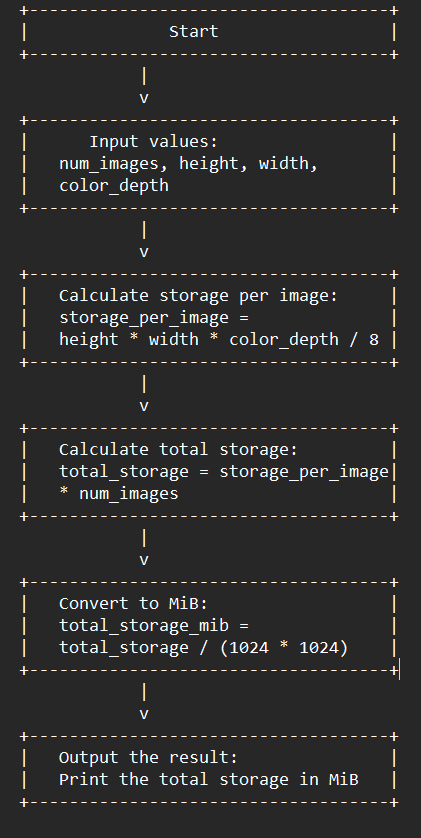 +------------------------------------+
|              Start                 |
+------------------------------------+
            |
            v
+------------------------------------+
|      Input values:                 |
|   num_images, height, width,       |
|   color_depth                      |
+------------------------------------+
            |
            v
+------------------------------------+
|   Calculate storage per image:     |
|   storage_per_image =              |
|   height * width * color_depth / 8 |
+------------------------------------+
            |
            v
+------------------------------------+
|   Calculate total storage:         |
|   total_storage = storage_per_image|
|   * num_images                     |
+------------------------------------+
            |
            v
+------------------------------------+
|   Convert to MiB:                  |
|   total_storage_mib =              |
|   total_storage / (1024 * 1024)    |
+------------------------------------+
            |
            v
+------------------------------------+
|   Output the result:               |
|   Print the total storage in MiB   |
+------------------------------------+